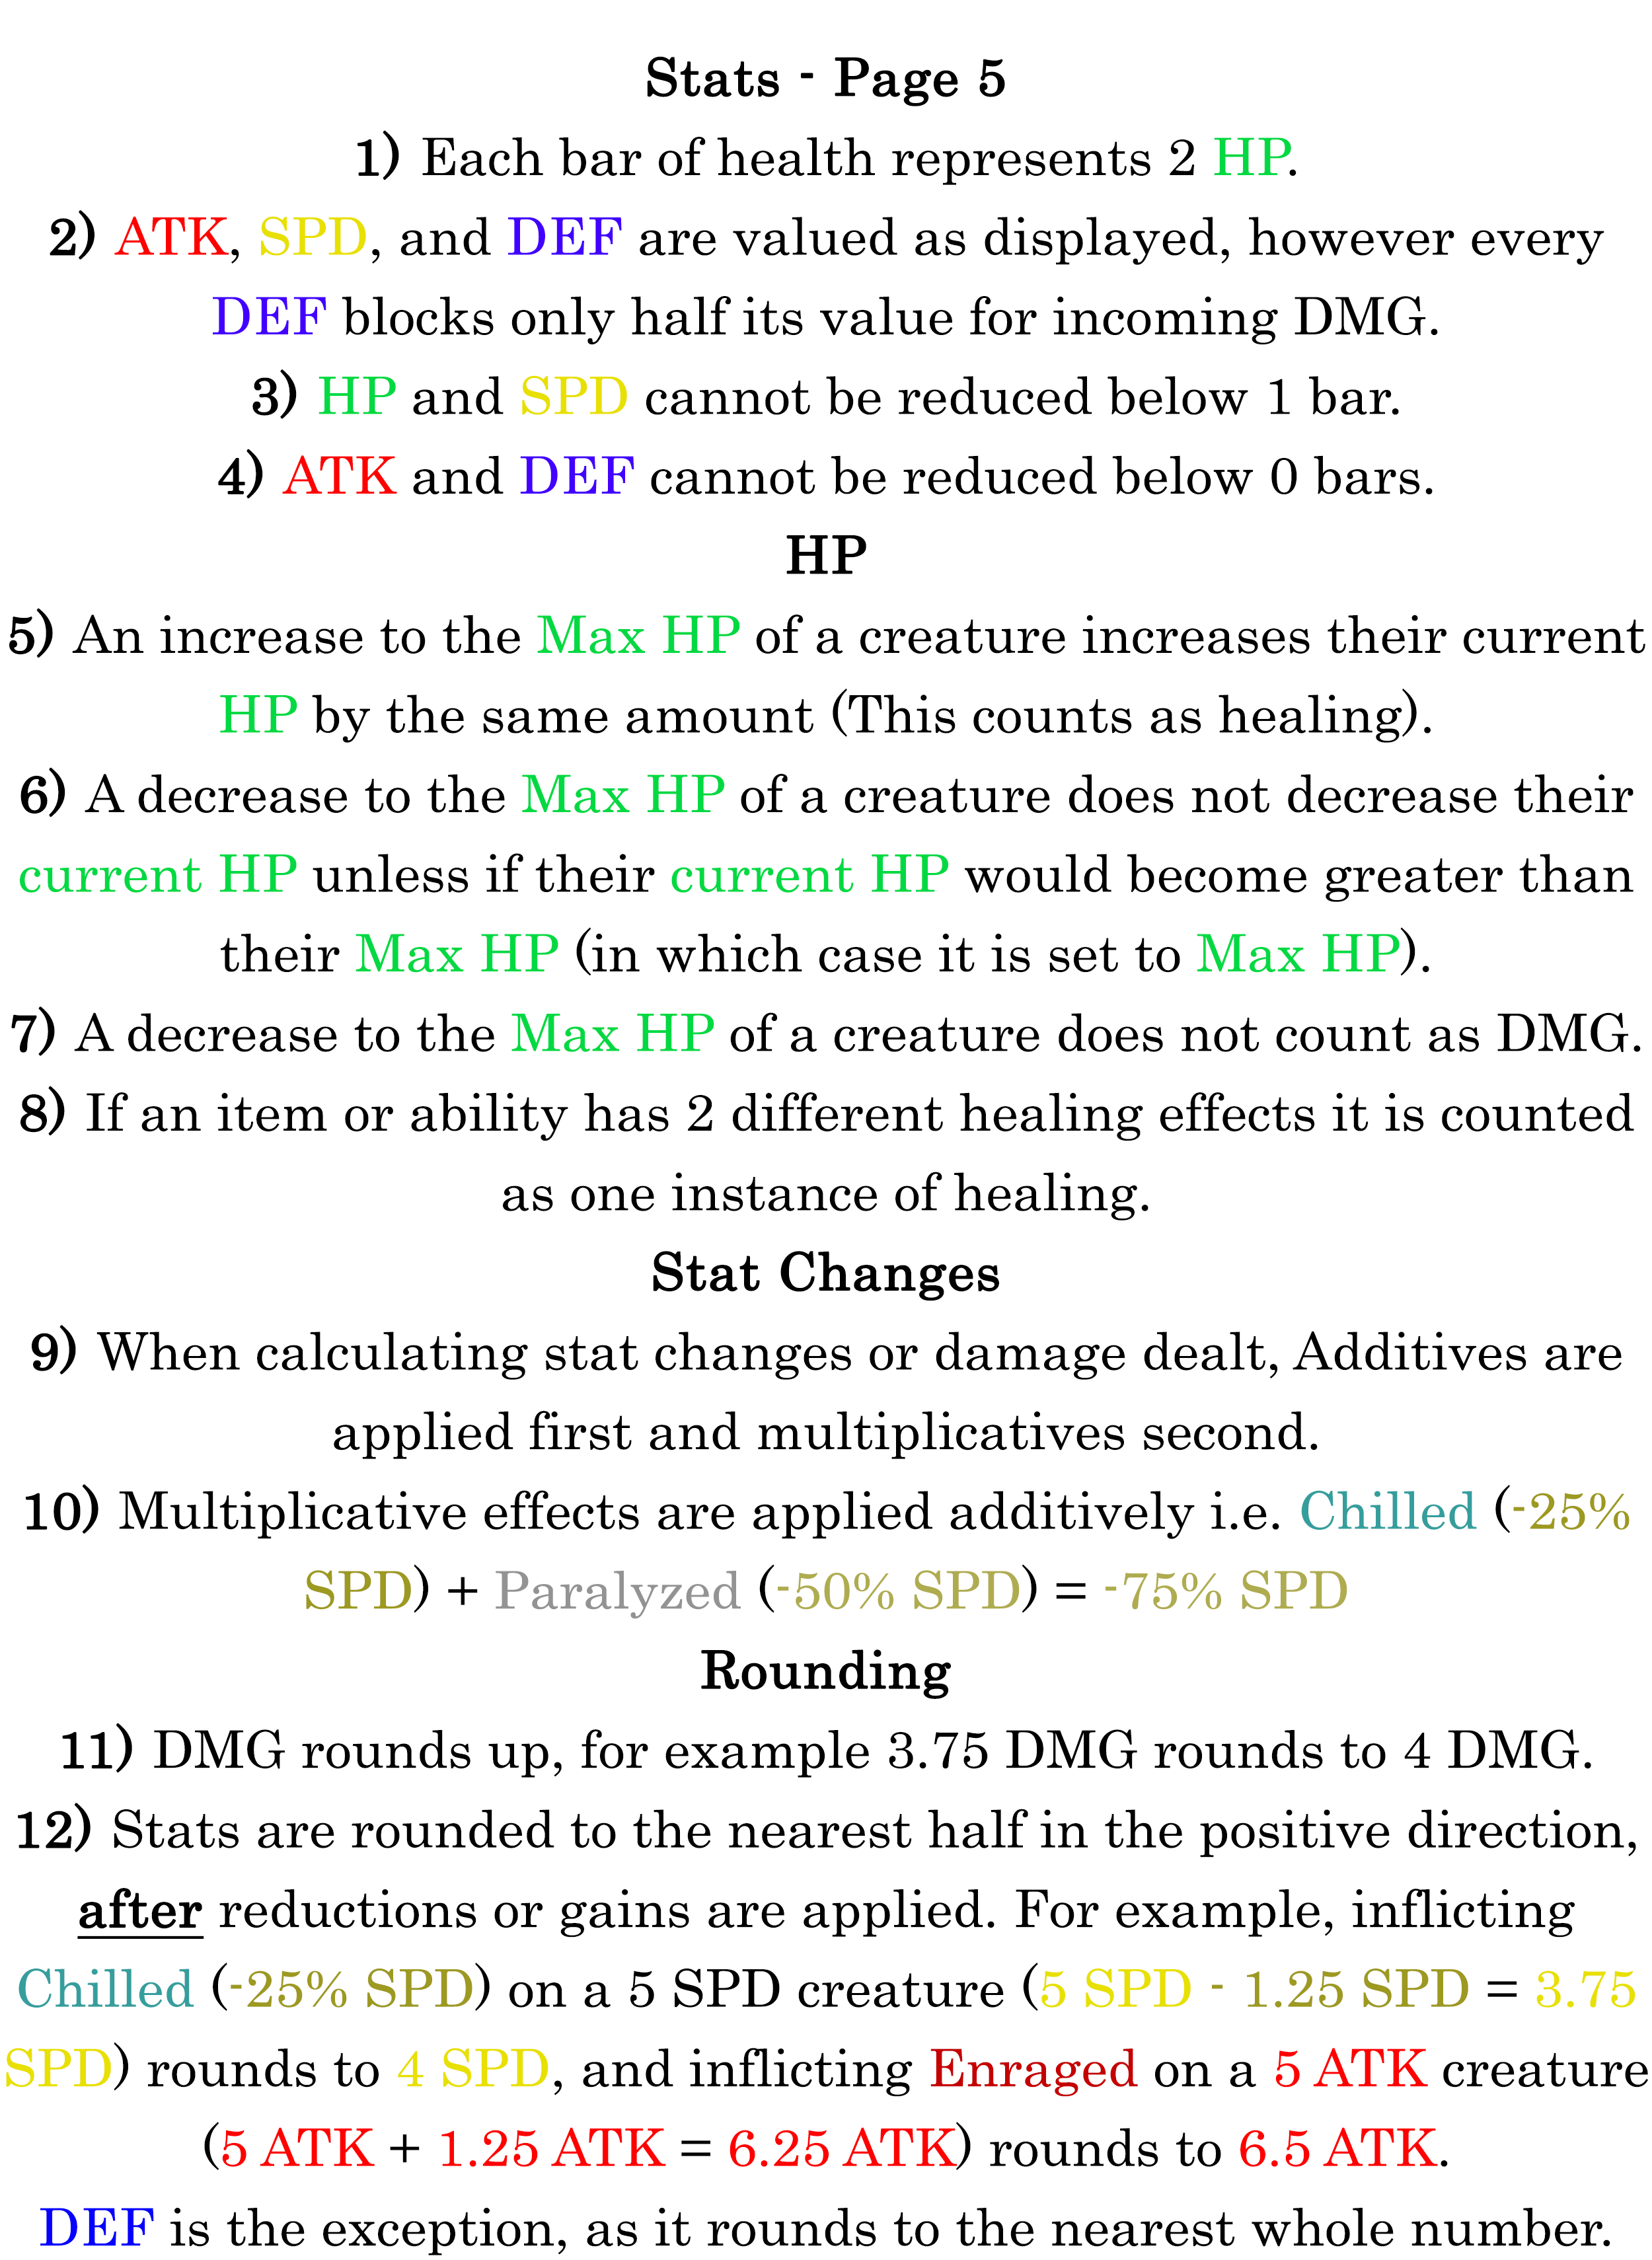 Stats - Page 5
1) Each bar of health represents 2 HP.
2) ATK, SPD, and DEF are valued as displayed, however every
DEF blocks only half its value for incoming DMG.
3) HP and SPD cannot be reduced below 1 bar.
4) ATK and DEF cannot be reduced below 0 bars.
HP
5) An increase to the Max HP of a creature increases their current
HP by the same amount (This counts as healing).
6) A decrease to the Max HP of a creature does not decrease their
current HP unless if their current HP would become greater than
their Max HP (in which case it is set to Max HP).
7) A decrease to the Max HP of a creature does not count as DMG.
8) If an item or ability has 2 different healing effects it is counted
as one instance of healing.
Stat Changes
9) When calculating stat changes or damage dealt, Additives are
applied first and multiplicatives second.
10) Multiplicative effects are applied additively i.e. Chilled (-25%
SPD) + Paralyzed (-50% SPD) = -75% SPD
Rounding
11) DMG rounds up, for example 3.75 DMG rounds to 4 DMG.
12) Stats are rounded to the nearest half in the positive direction,
after reductions or gains are applied. For example, inflicting
Chilled (-25% SPD) on a 5 SPD creature (5 SPD - 1.25 SPD = 3.75
SPD) rounds to 4 SPD, and inflicting Enraged on a 5 ATK creature
(5 ATK + 1.25 ATK = 6.25 ATK) rounds to 6.5 ATK.
DEF is the exception, as it rounds to the nearest whole number.